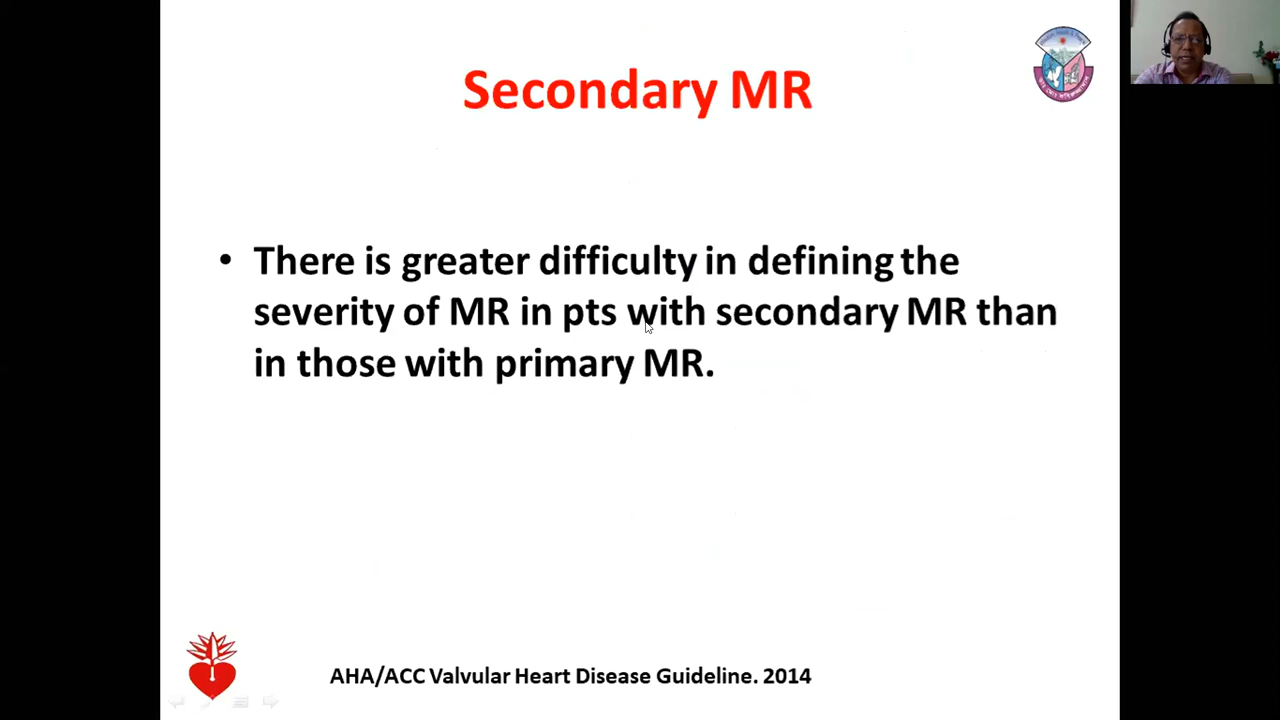 Secondary MR
• There is greater difficulty in defining the
severity of MR in pts with secondary MR than
in those with primary MR.
AHA/ACC Valvular Heart Disease Guideline. 2014